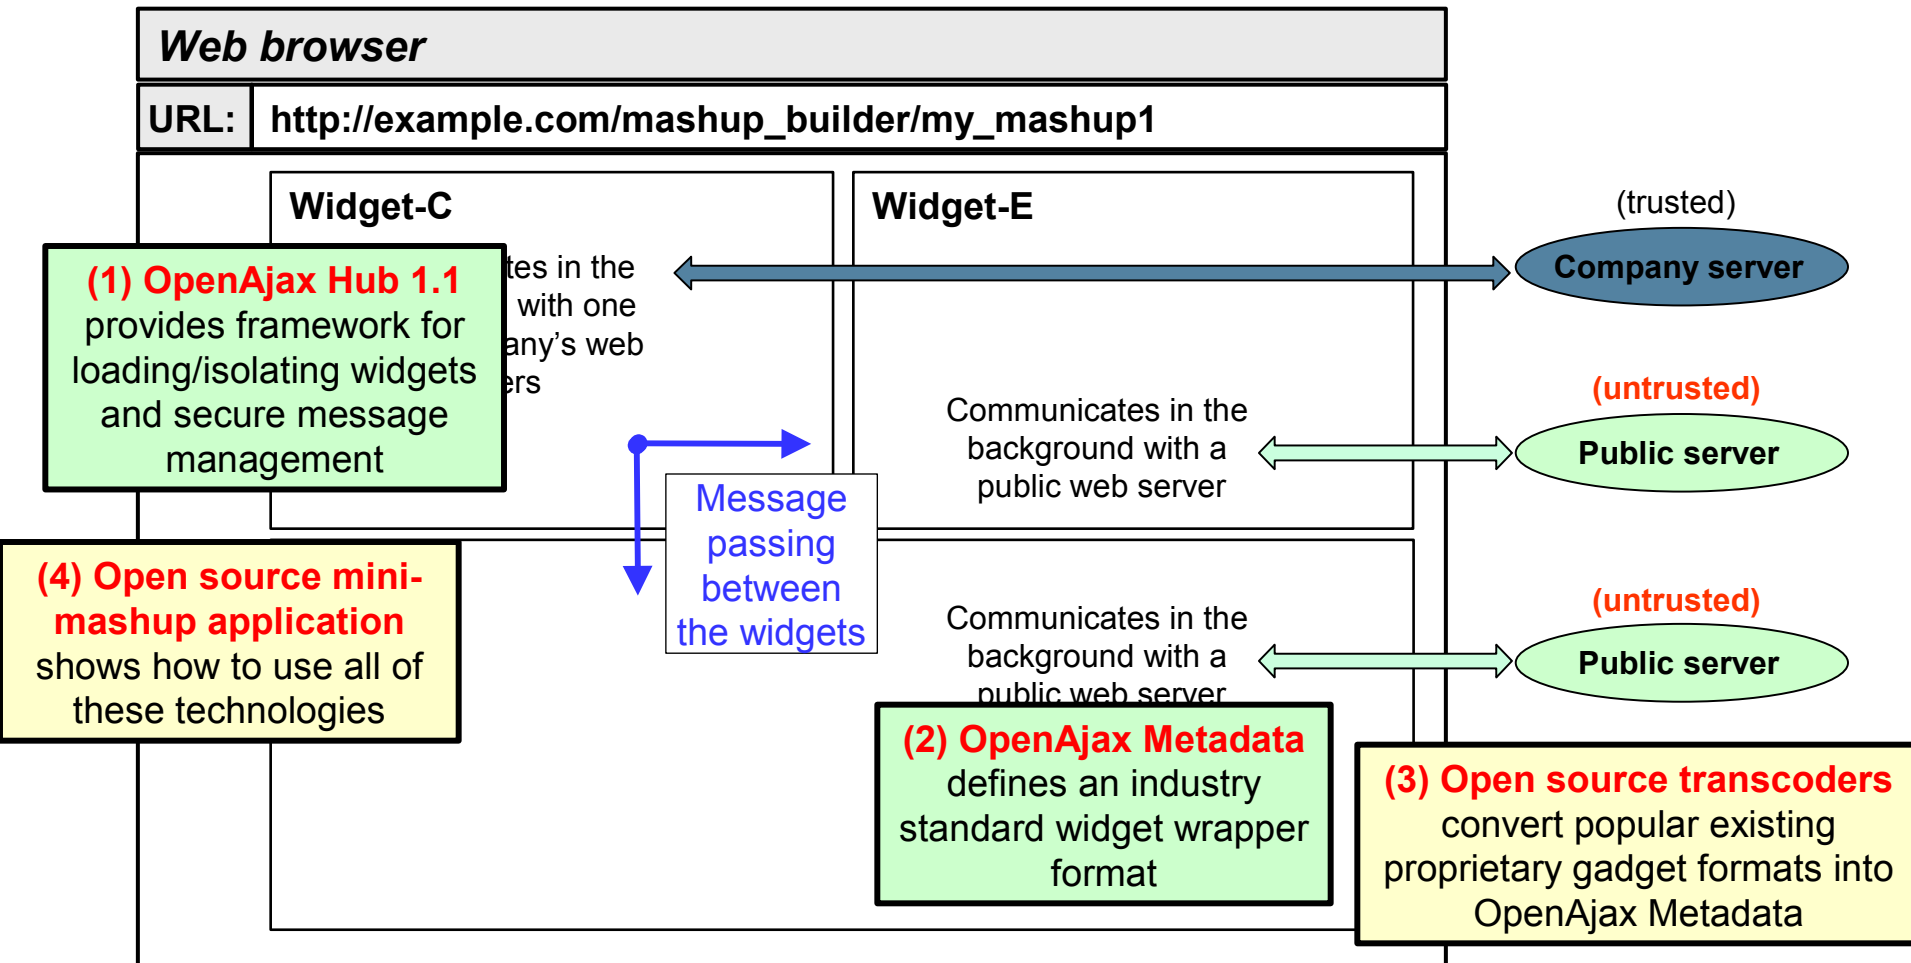 Web browser
URL: http://example.com/mashup_builder/my_mashup1
Widget-C
Widget-E
(trusted)
Company server
(1) OpenAjax Hub 1.1
provides framework for
loading/isolating widgets
and secure message
management
in the
with one
web
(untrusted)
Public server
Communicates in the
background with a
public web server
Message
passing
between
the widgets
(4) Open source mini-
mashup application
shows how to use all of
these technologies
Communicates in the
background with a
public web server
(untrusted)
Public server
(2) OpenAjax Metadata
defines an industry
standard widget wrapper
format
(3) Open source transcoders
convert popular existing
proprietary gadget formats into
OpenAjax Metadata